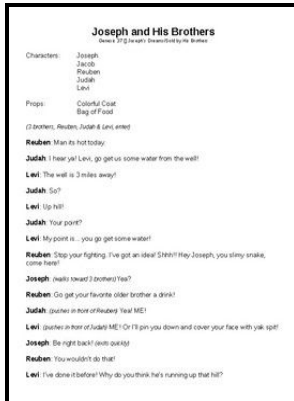 Joseph and His Brothers
Genesis 37 Joseph's Dreams/Sold by His Brothers
Characters: Joseph
Jacob
Reuben
Judah
Levi
Props: Colorful Coat
Bag of Food
(3 brothers, Reuben, Judah & Levi, enter)
Reuben: Man its hot today.
Judah: I hear ya! Levi, go get us some water from the well!
Levi: The well is 3 miles away!
Judah: So?
Levi: Up hill!
Judah: Your point?
Levi: My point is... you go get some water!
Reuben: Stop your fighting. I've got an idea! Shhh!! Hey Joseph, you slimy snake,
come here!
Joseph: (walks toward 3 brothers) Yes?
Reuben: Go get your favorite older brother a drink!
Judah: (pushes in front of Reuben) Yea! ME!
Levi: (pushes in front of Judah) ME!! Or I'll pin you down and cover your face with yak spit!
Joseph: Be right back! (exits quickly)
Reuben: You wouldn't do that!
Levi: I've done it before! Why do you think he's running up that hill?